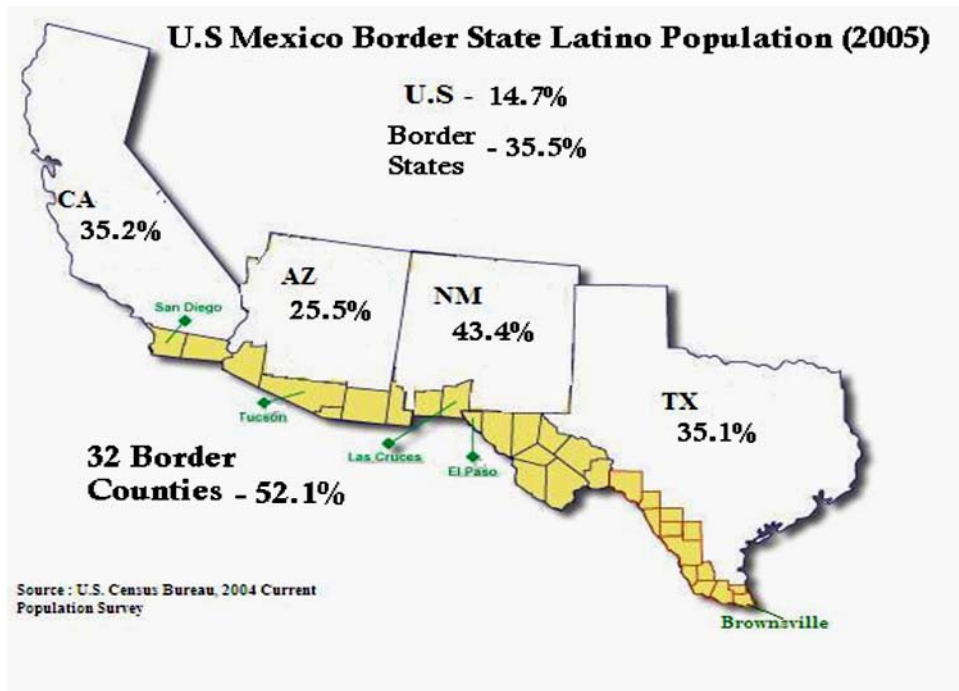 U.S Mexico Border State Latino Population (2005)
U.S - 14.7%
Border
States - 35.5%
CA
35.2%
AZ
25.5%
NM
43.4%
San Diego
TX
35.1%
Tucson
Las Cruces
El Paso
32 Border
Counties - 52.1%
Source : U.S. Census Bureau, 2004 Current
Population Survey
Brownsville